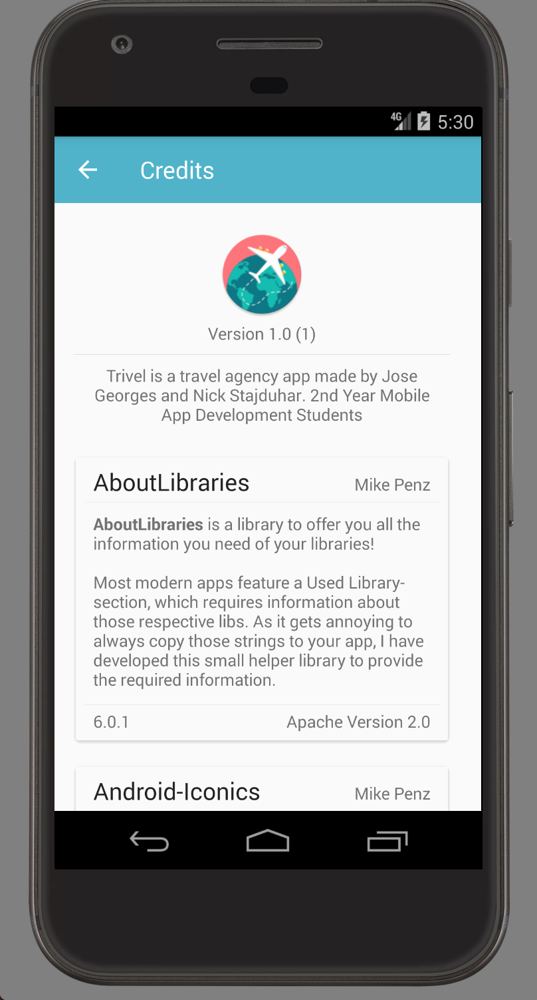 4G 5:30
Credits
Version 1.0 (1)
Trivel is a travel agency app made by Jose
Georges and Nick Stajduhar. 2nd Year Mobile
App Development Students
AboutLibraries Mike Penz
AboutLibraries is a library to offer you all the
information you need of your libraries!
Most modern apps feature a Used Library-
section, which requires information about
those respective libs. As it gets annoying to
always copy those strings to your app, I have
developed this small helper library to provide
the required information.
6.0.1 Apache Version 2.0
Android-Iconics Mike Penz